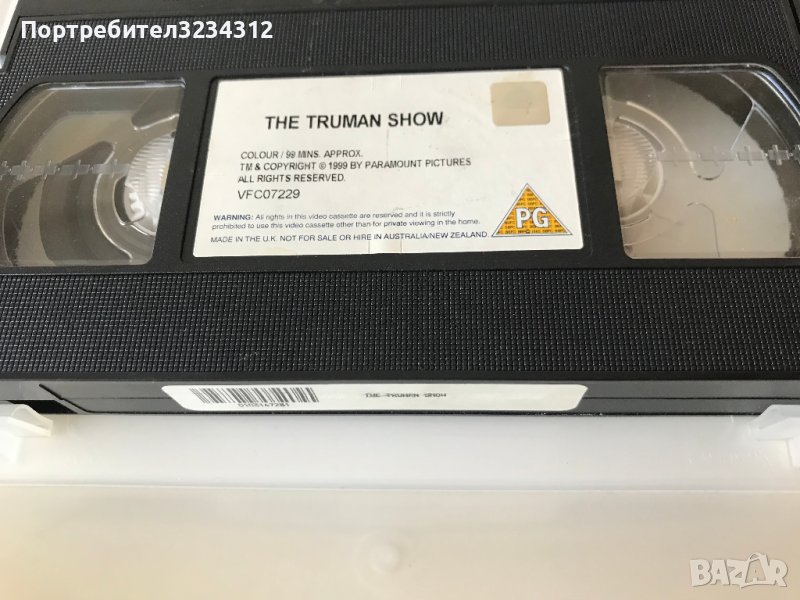 Потребител3234312
THE TRUMAN SHOW
COLOUR / 99 MINS. APPROX.
TM & COPYRIGHT © 1999 BY PARAMOUNT PICTURES
ALL RIGHTS RESERVED.
VFC07229
PG
WARNING: All rights in this video cassette are reserved and it is strictly
prohibited to use this video cassette other than for private viewing in the home.
MADE IN THE U.K. NOT FOR SALE OR HIRE IN AUSTRALIA/NEW ZEALAND.
THE TRUMAN SHOW
BAZAR